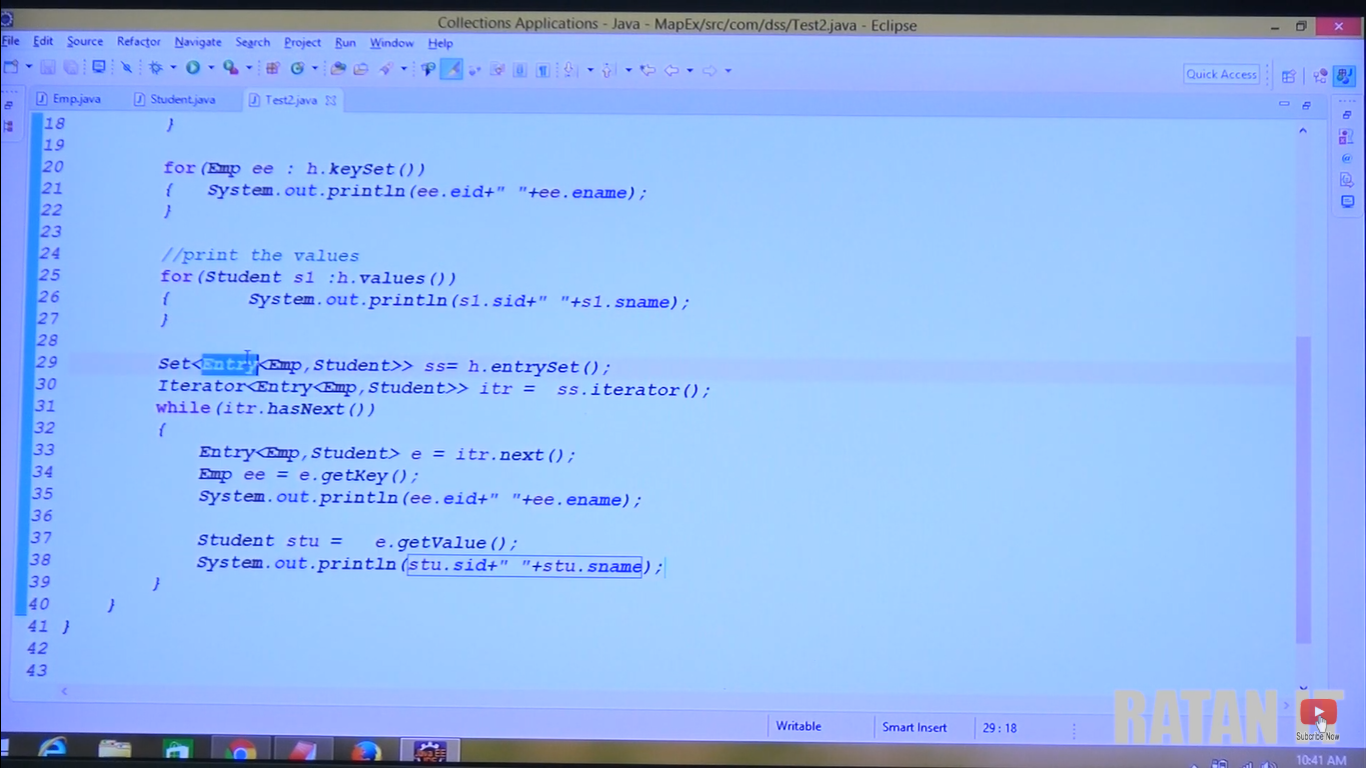 Collections Applications - Java - MapEx/src/com/dss/Test2.java - Eclipse
File Edit Source Refactor Navigate Search Project Run Window Help
Quick Access
Emp.java Student.java Test2.java
18 }
19
20 for(Emp ee : h.keySet())
21 { System.out.println(ee.eid+" "+ee.ename);
22 }
23
24 //print the values
25 for(Student s1 :h.values())
26 { System.out.println(s1.sid+" "+s1.sname);
27 }
28
29 Set<Entry<Emp,Student>> ss= h.entrySet();
30 Iterator<Entry<Emp,Student>> itr = ss.iterator();
31 while(itr.hasNext())
32 {
33 Entry<Emp,Student> e = itr.next();
34 Emp ee = e.getKey();
35 System.out.println(ee.eid+" "+ee.ename);
36
37 Student stu = e.getValue();
38 System.out.println(stu.sid+" "+stu.sname);
39 }
40 }
41 }
42
43
RATAN IT
Subscribe Now
Writable Smart Insert 29 : 18
10:41 AM